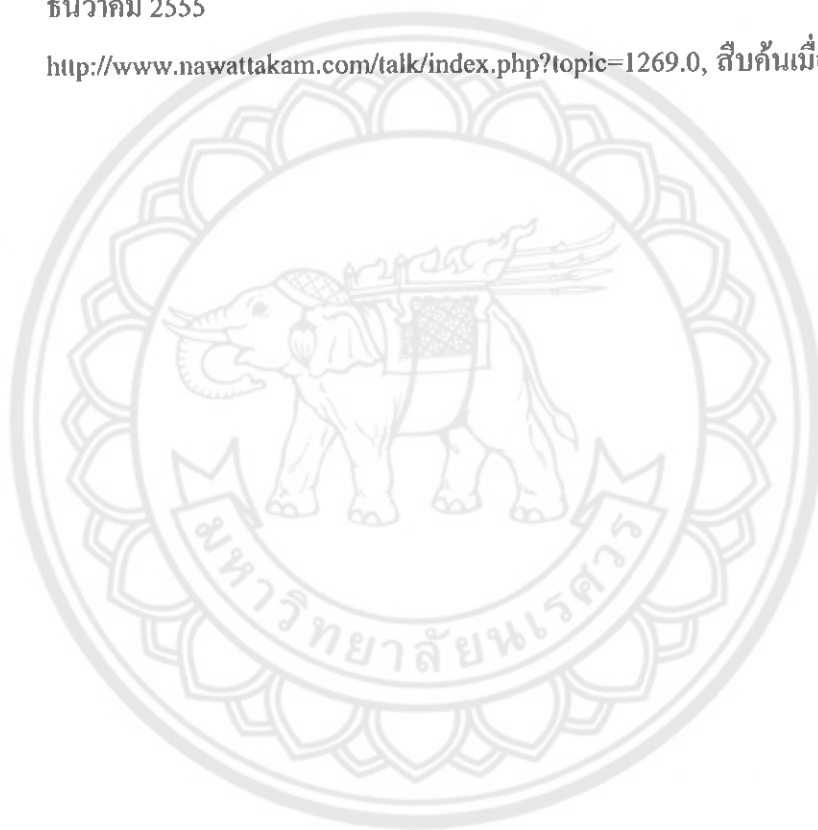 ธันวาคม 2555
http://www.nawattakam.com/talk/index.php?topic=1269.0, สืบค้นเมื่
มหาวิทยาลัยนเรศวร